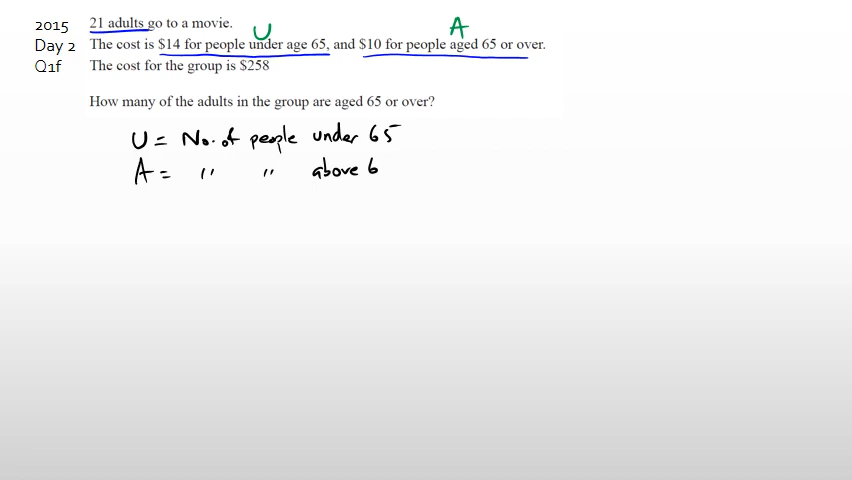 2015 21 adults go to a movie.
U A
Day 2 The cost is $14 for people under age 65, and $10 for people aged 65 or over.
Q1f The cost for the group is $258
How many of the adults in the group are aged 65 or over?
U = No. of people under 65
A = '' '' above 6